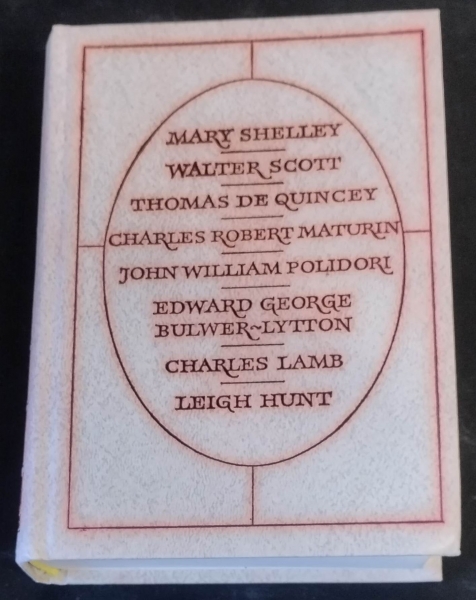 MARY SHELLEY
WALTER SCOTT
THOMAS DE QUINCEY
CHARLES ROBERT MATURIN
JOHN WILLIAM POLIDORI
EDWARD GEORGE
BULWER~LYTTON
CHARLES LAMB
LEIGH HUNT